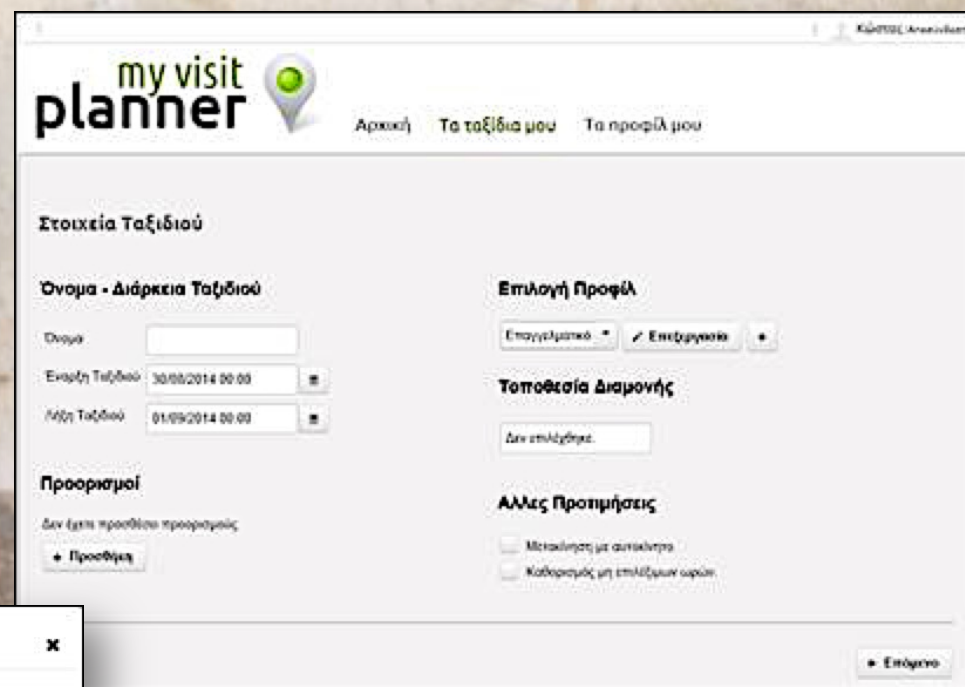 Κώστας
my visit
planner
Αρχική Τα ταξίδια μου Τα προφίλ μου
Στοιχεία Ταξιδιού
Όνομα - Διάρκεια Ταξιδιού
Όνομα
Έναρξη Ταξιδιού 30/08/2014 00:00
Λήξη Ταξιδιού 01/09/2014 00:00
Προορισμοί
Δεν έχετε προσθέσει προορισμούς
+ Προσθήκη
Επιλογή Προφίλ
Επαγγελματικό Επεξεργασία +
Τοποθεσία Διαμονής
Δεν επιλέχθηκε.
Αλλες Προτιμήσεις
Μετακίνηση με αυτοκίνητο
Καθορισμός μη επιλέξιμων ωρών
Επόμενο